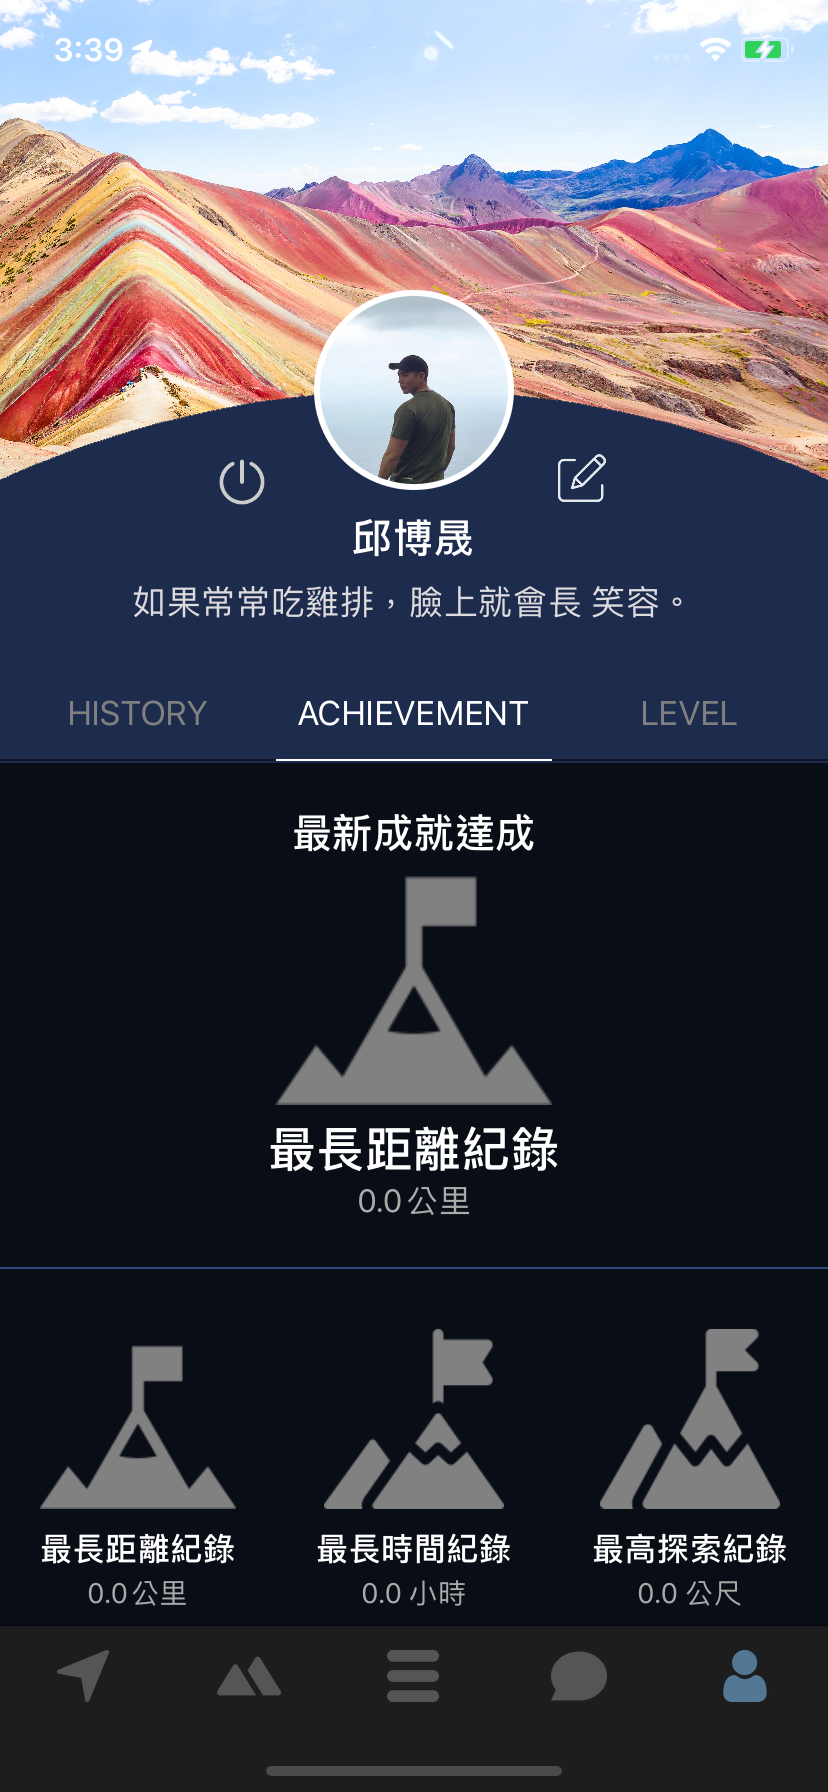 3:39
邱博晟
如果常常吃雞排，臉上就會長 笑容。
HISTORY ACHIEVEMENT LEVEL
最新成就達成
最長距離紀錄
0.0 公里
最長距離紀錄 最長時間紀錄 最高探索紀錄
0.0 公里 0.0 小時 0.0 公尺